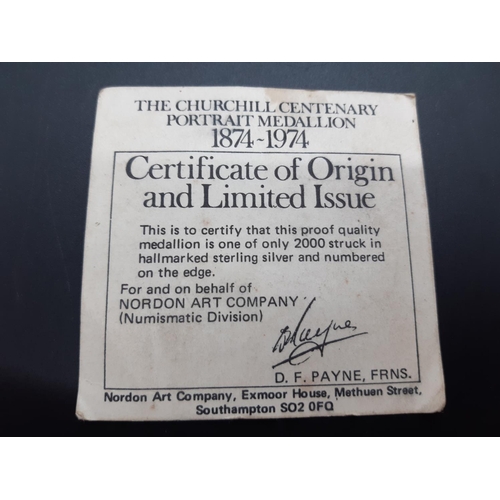 THE CHURCHILL CENTENARY
PORTRAIT MEDALLION
1874-1974
Certificate of Origin
and Limited Issue
This is to certify that this proof quality
medallion is one of only 2000 struck in
hallmarked sterling silver and numbered
on the edge.
For and on behalf of
NORDON ART COMPANY
(Numismatic Division)
D. F. PAYNE, FRNS.
Nordon Art Company, Exmoor House, Methuen Street,
Southampton SO2 0FQ